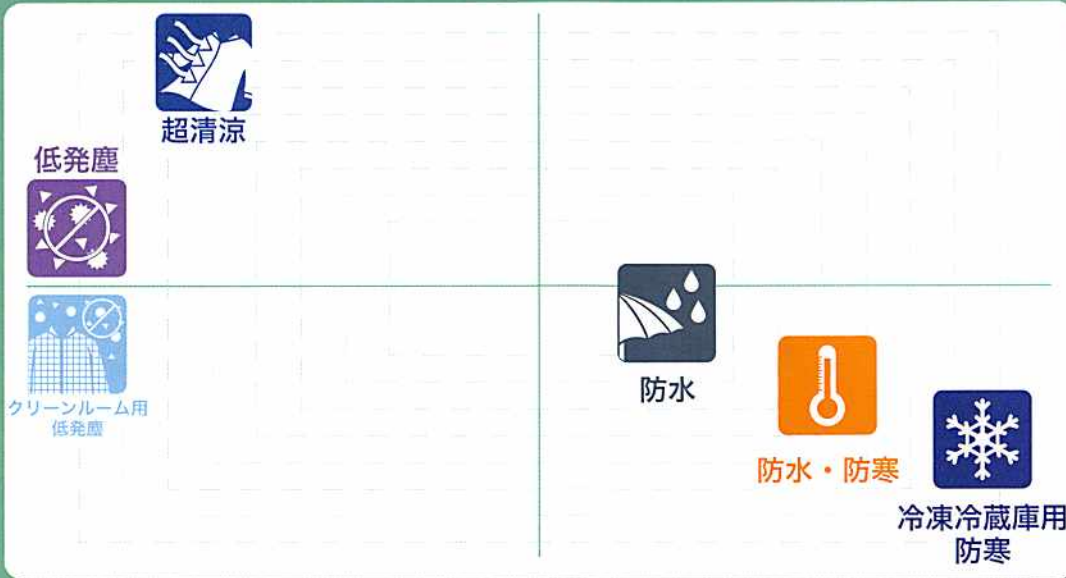 超清涼
低発塵
クリーンルーム用
低発塵
防水
防水・防寒
冷凍冷蔵庫用
防寒